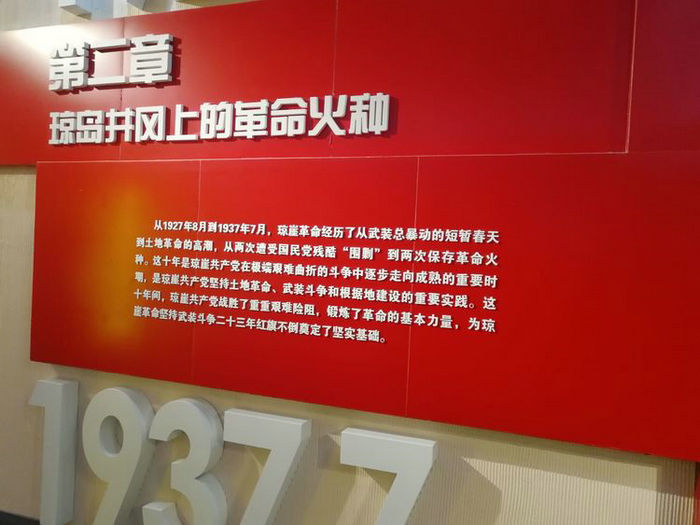 第二章
琼岛井冈上的革命火种
从1927年8月到1937年7月，琼崖革命经历了从武装总暴动的短暂春天
到土地革命的高潮，从两次遭受国民党残酷“围剿”到两次保存革命火
种。这十年是琼崖共产党在极端艰难曲折的斗争中逐步走向成熟的重要时
期，是琼崖共产党坚持土地革命、武装斗争和根据地建设的重要实践。这
十年间，琼崖共产党战胜了重重艰难险阻，锻炼了革命的基本力量，为琼
崖革命坚持武装斗争二十三年红旗不倒奠定了坚实基础。
1937 7